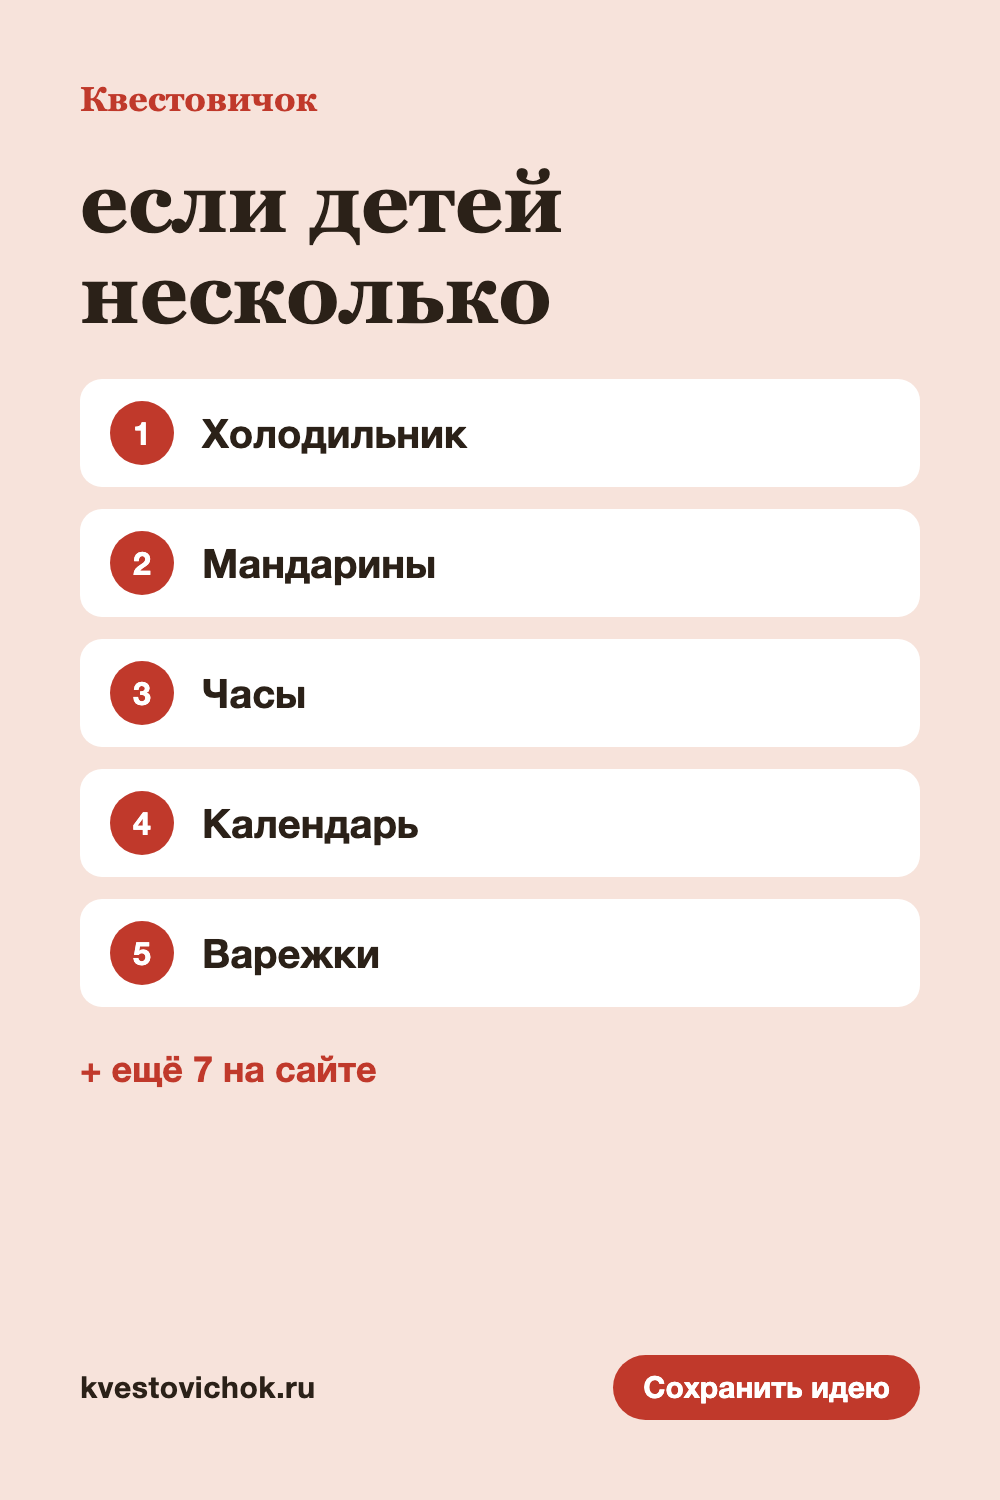 Квестовичок
если детей
несколько
1 Холодильник
2 Мандарины
3 Часы
4 Календарь
5 Варежки
+ ещё 7 на сайте
kvestovichok.ru
Сохранить идею